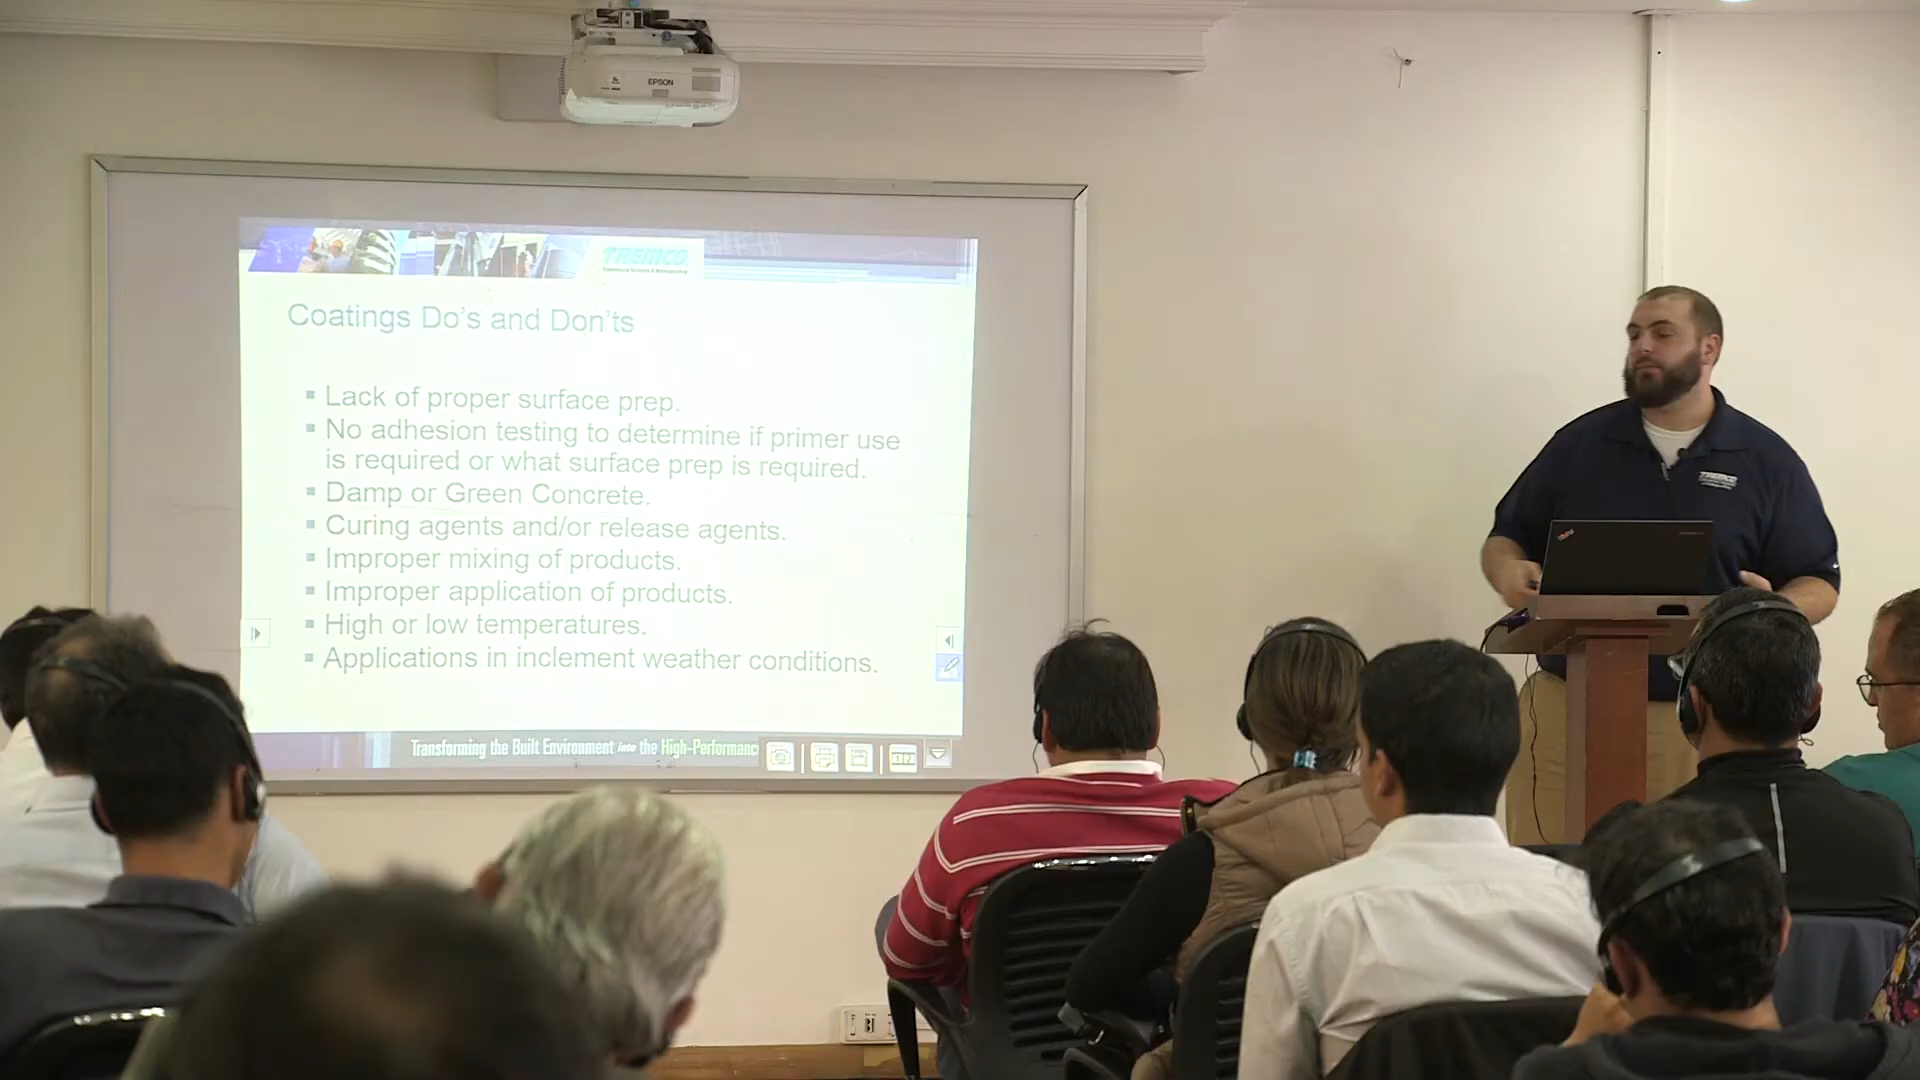 EPSON
TREMCO
Coatings Do's and Don'ts
Lack of proper surface prep.
No adhesion testing to determine if primer use
is required or what surface prep is required.
Damp or Green Concrete.
Curing agents and/or release agents.
Improper mixing of products.
Improper application of products.
High or low temperatures.
Applications in inclement weather conditions.
Transforming the Built Environment into the High-Performanc
TREMCO